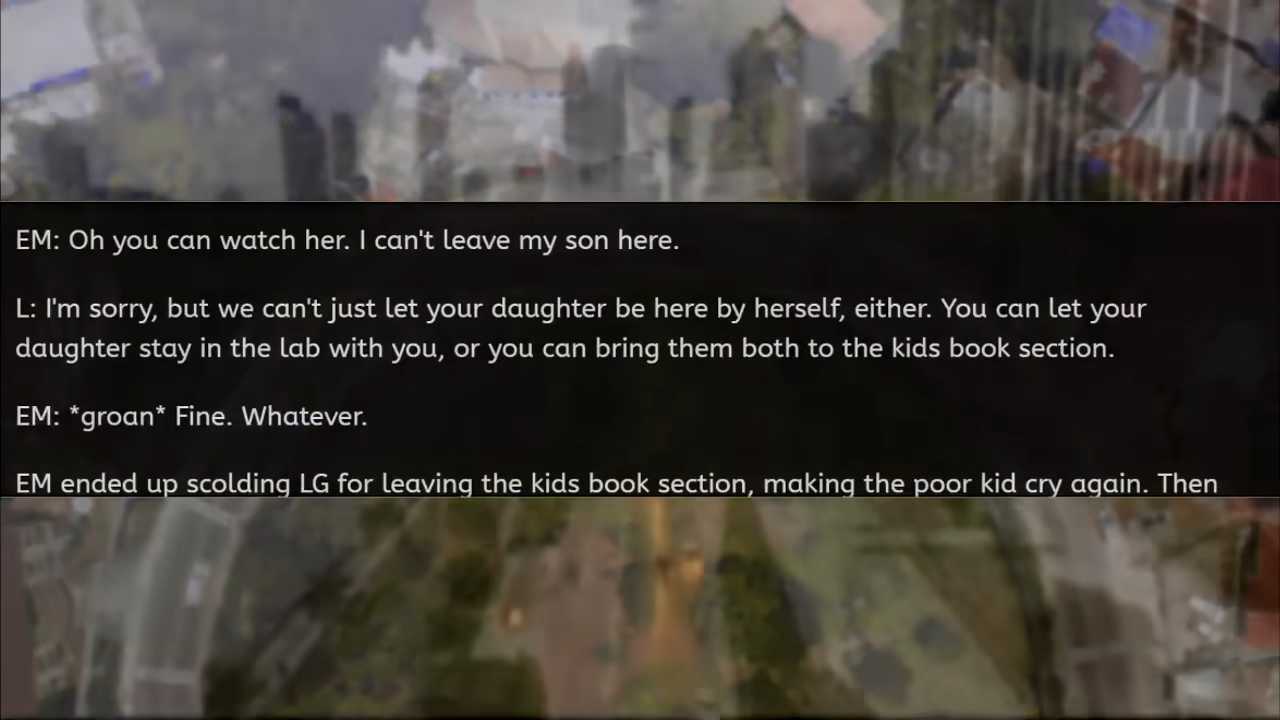 EM: Oh you can watch her. I can't leave my son here.
L: I'm sorry, but we can't just let your daughter be here by herself, either. You can let your
daughter stay in the lab with you, or you can bring them both to the kids book section.
EM: *groan* Fine. Whatever.
EM ended up scolding LG for leaving the kids book section, making the poor kid cry again. Then